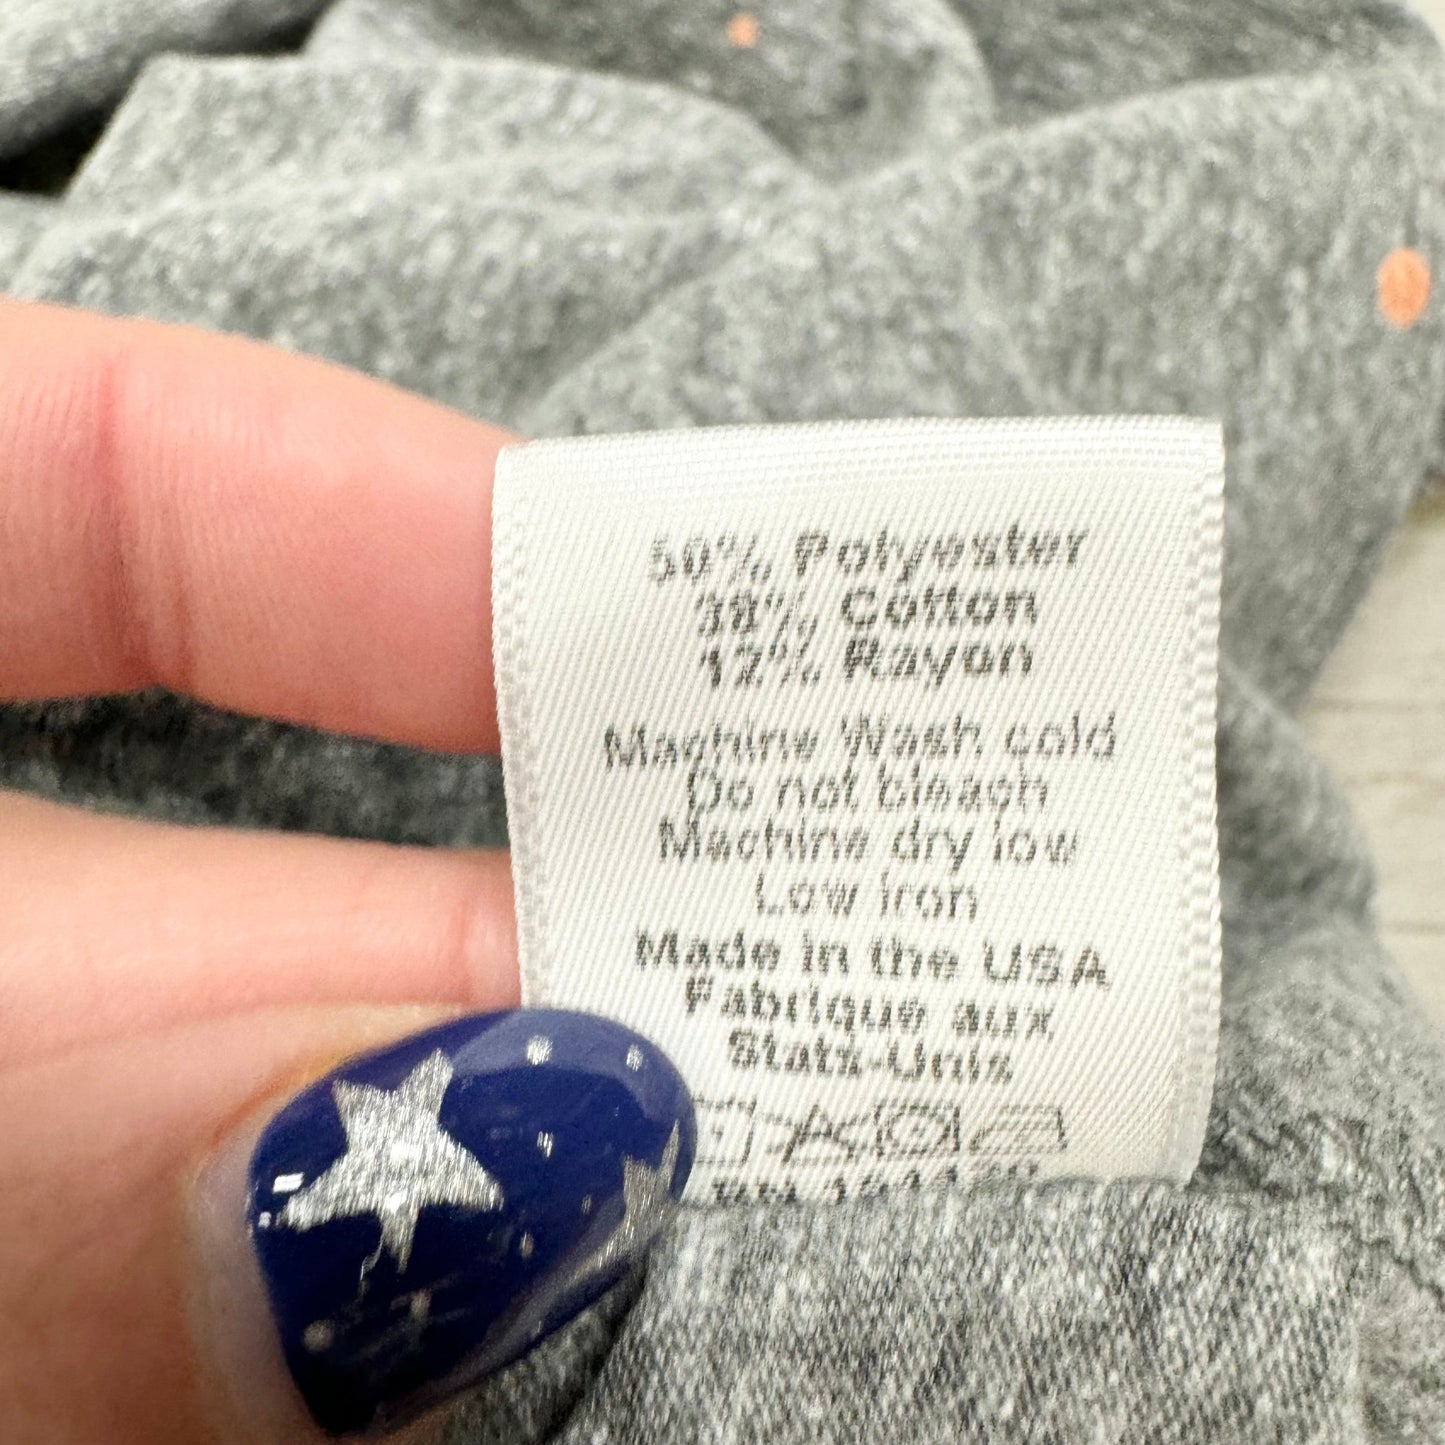 50% Polyester
38% Cotton
12% Rayon
Machine Wash cold
Do not bleach
Machine dry low
Low iron
Made in the USA
Fabrique aux
Stats-Unis